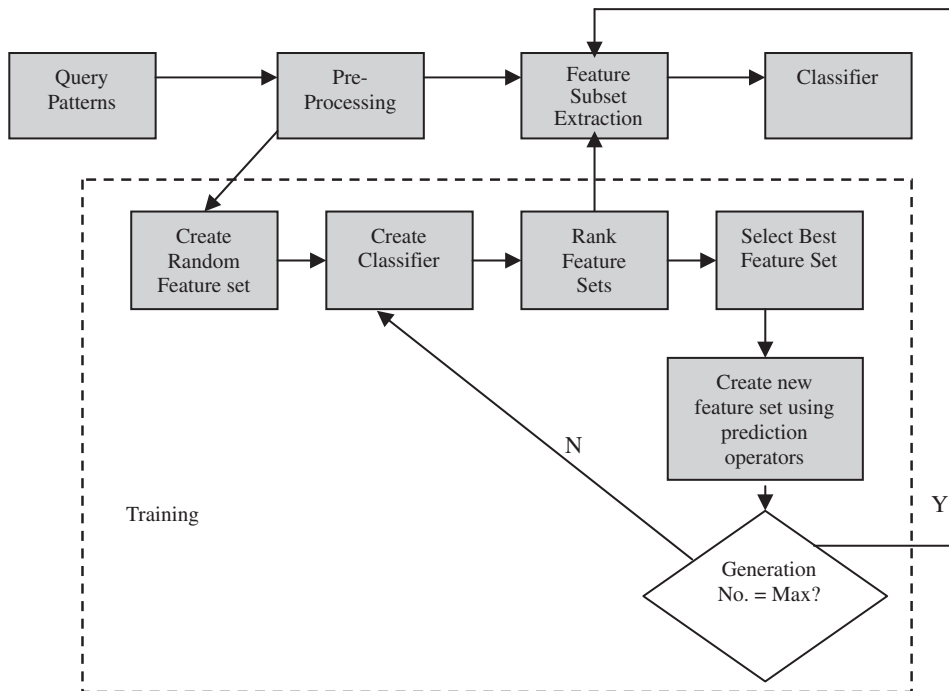 Query
Patterns
Pre-
Processing
Feature
Subset
Extraction
Classifier
Create
Random
Feature set
Create
Classifier
Rank
Feature
Sets
Select Best
Feature Set
Create new
feature set using
prediction
operators
N
Training
Y
Generation
No. = Max?